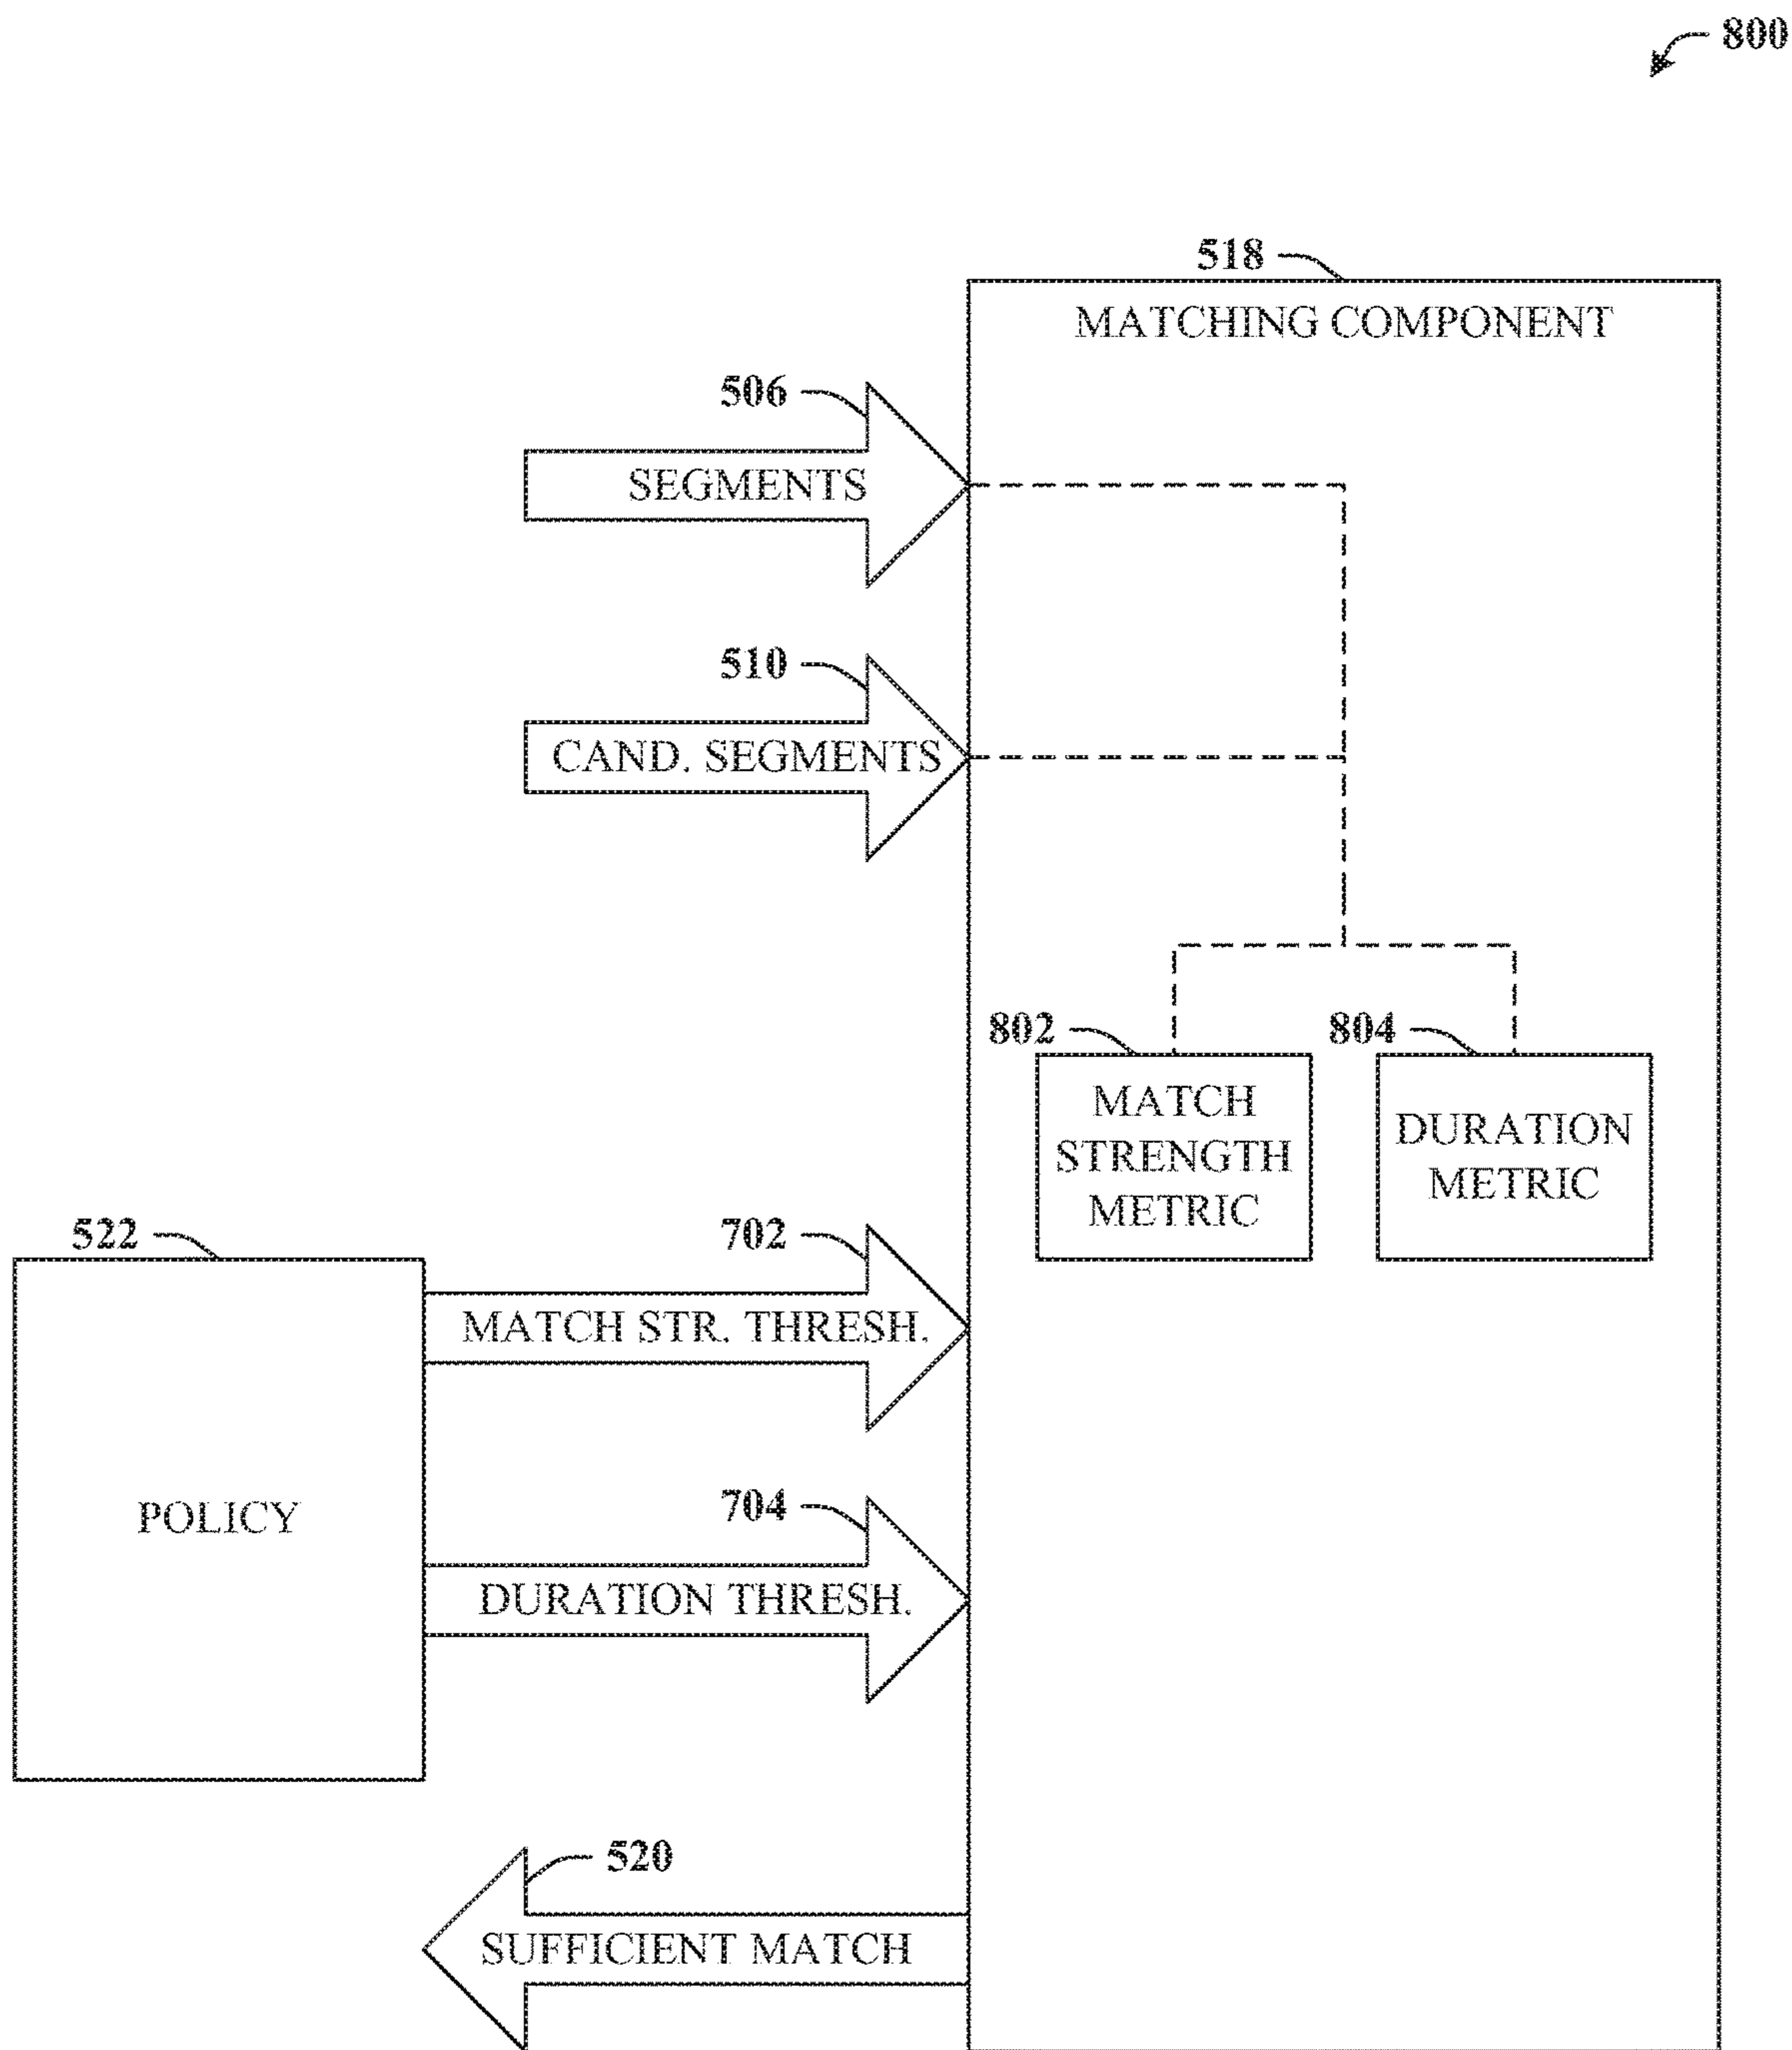 800
518
MATCHING COMPONENT
506
SEGMENTS
510
CAND. SEGMENTS
802
804
MATCH
STRENGTH
METRIC
DURATION
METRIC
522
702
MATCH STR. THRESH.
POLICY
704
DURATION THRESH.
520
SUFFICIENT MATCH